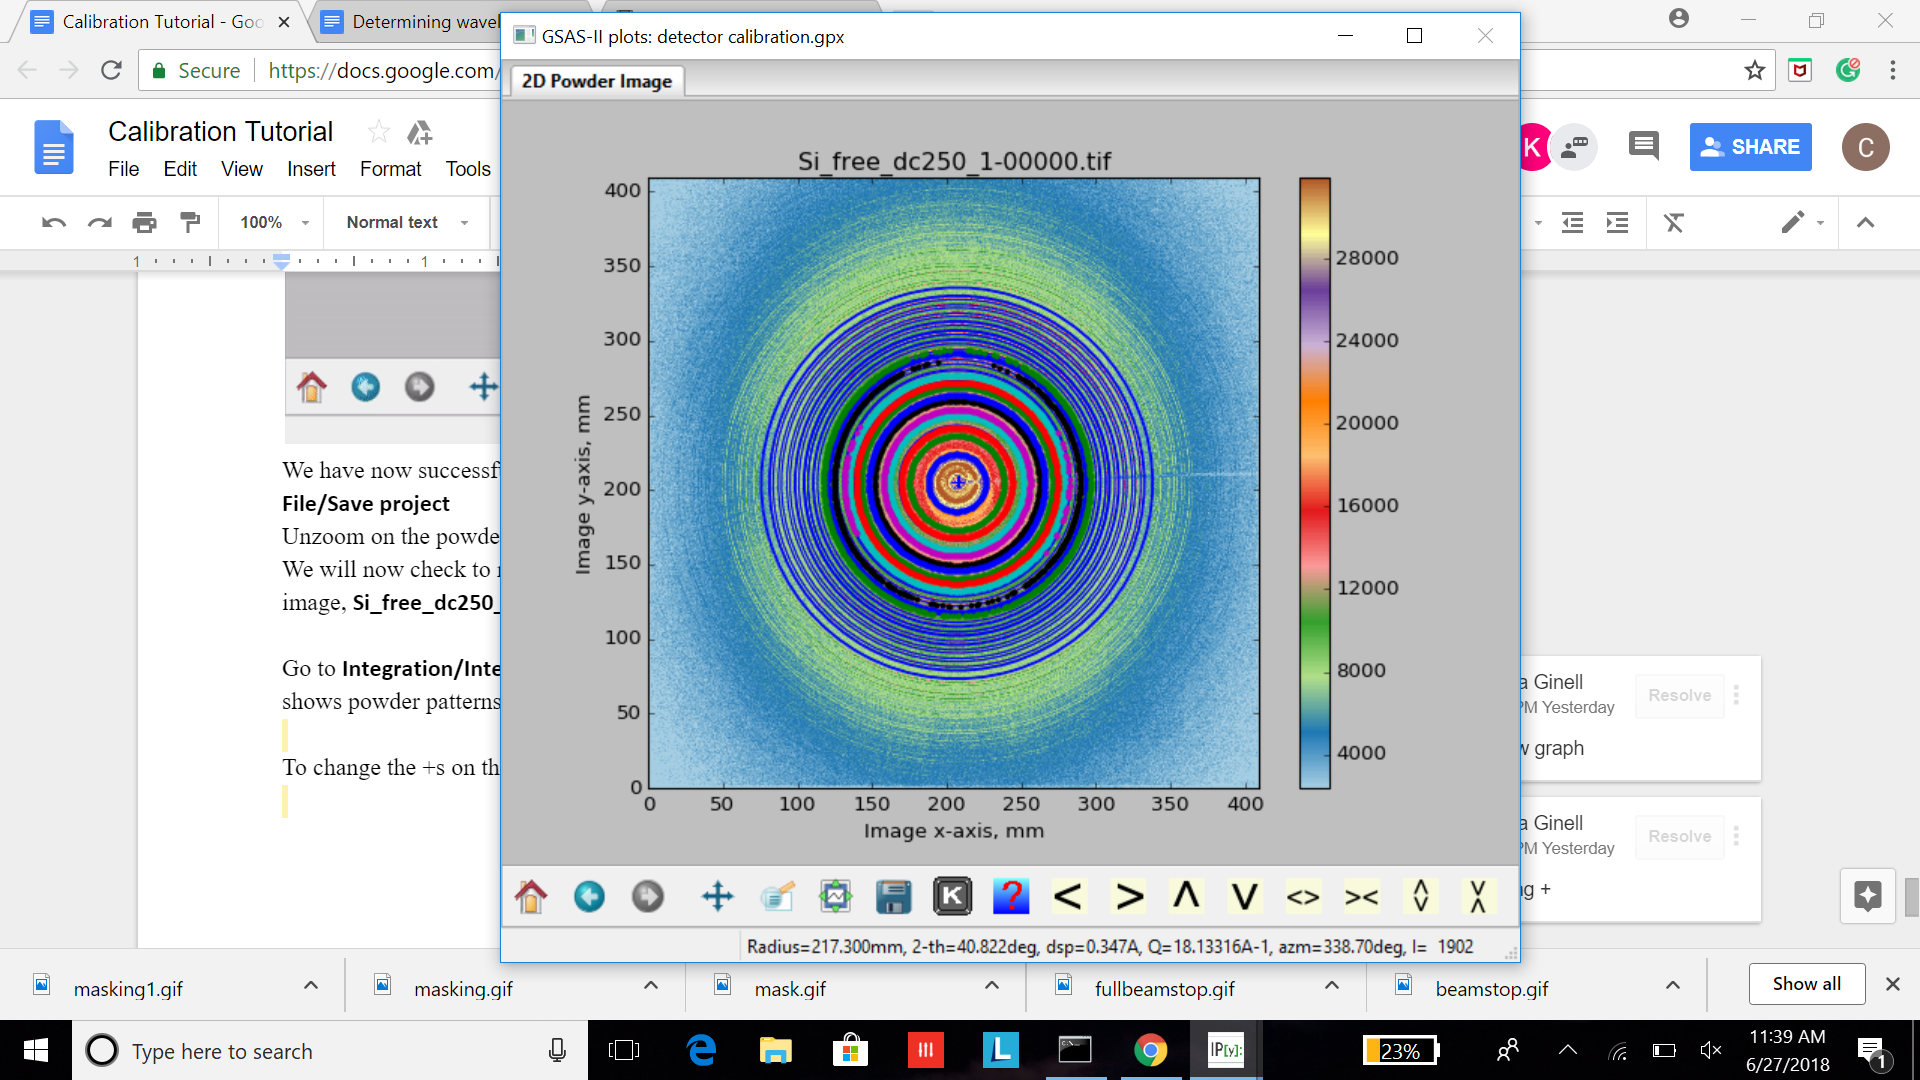 Calibration Tutorial - Goo
Determining wavel
GSAS-II plots: detector calibration.gpx
Secure
https://docs.google.com/
2D Powder Image
Calibration Tutorial
File Edit View Insert Format Tools
K
SHARE
C
100%
Normal text
1
1
Si_free_dc250_1-00000.tif
400
350
300
250
200
150
100
50
0
Image y-axis, mm
0 50 100 150 200 250 300 350 400
Image x-axis, mm
28000
24000
20000
16000
12000
8000
4000
We have now successf
File/Save project
Unzoom on the powde
We will now check to
image, Si_free_dc250_
Go to Integration/Inte
shows powder patterns
To change the +s on th
a Ginell
Resolve
PM Yesterday
w graph
a Ginell
Resolve
PM Yesterday
ng +
K ? < > Λ V <> ><
Radius=217.300mm, 2-th=40.822deg, dsp=0.347A, Q=18.13316A-1, azm=338.70deg, I= 1902
masking1.gif
masking.gif
mask.gif
fullbeamstop.gif
beamstop.gif
Show all
Type here to search
IP[y]:
23%
11:39 AM
6/27/2018
1